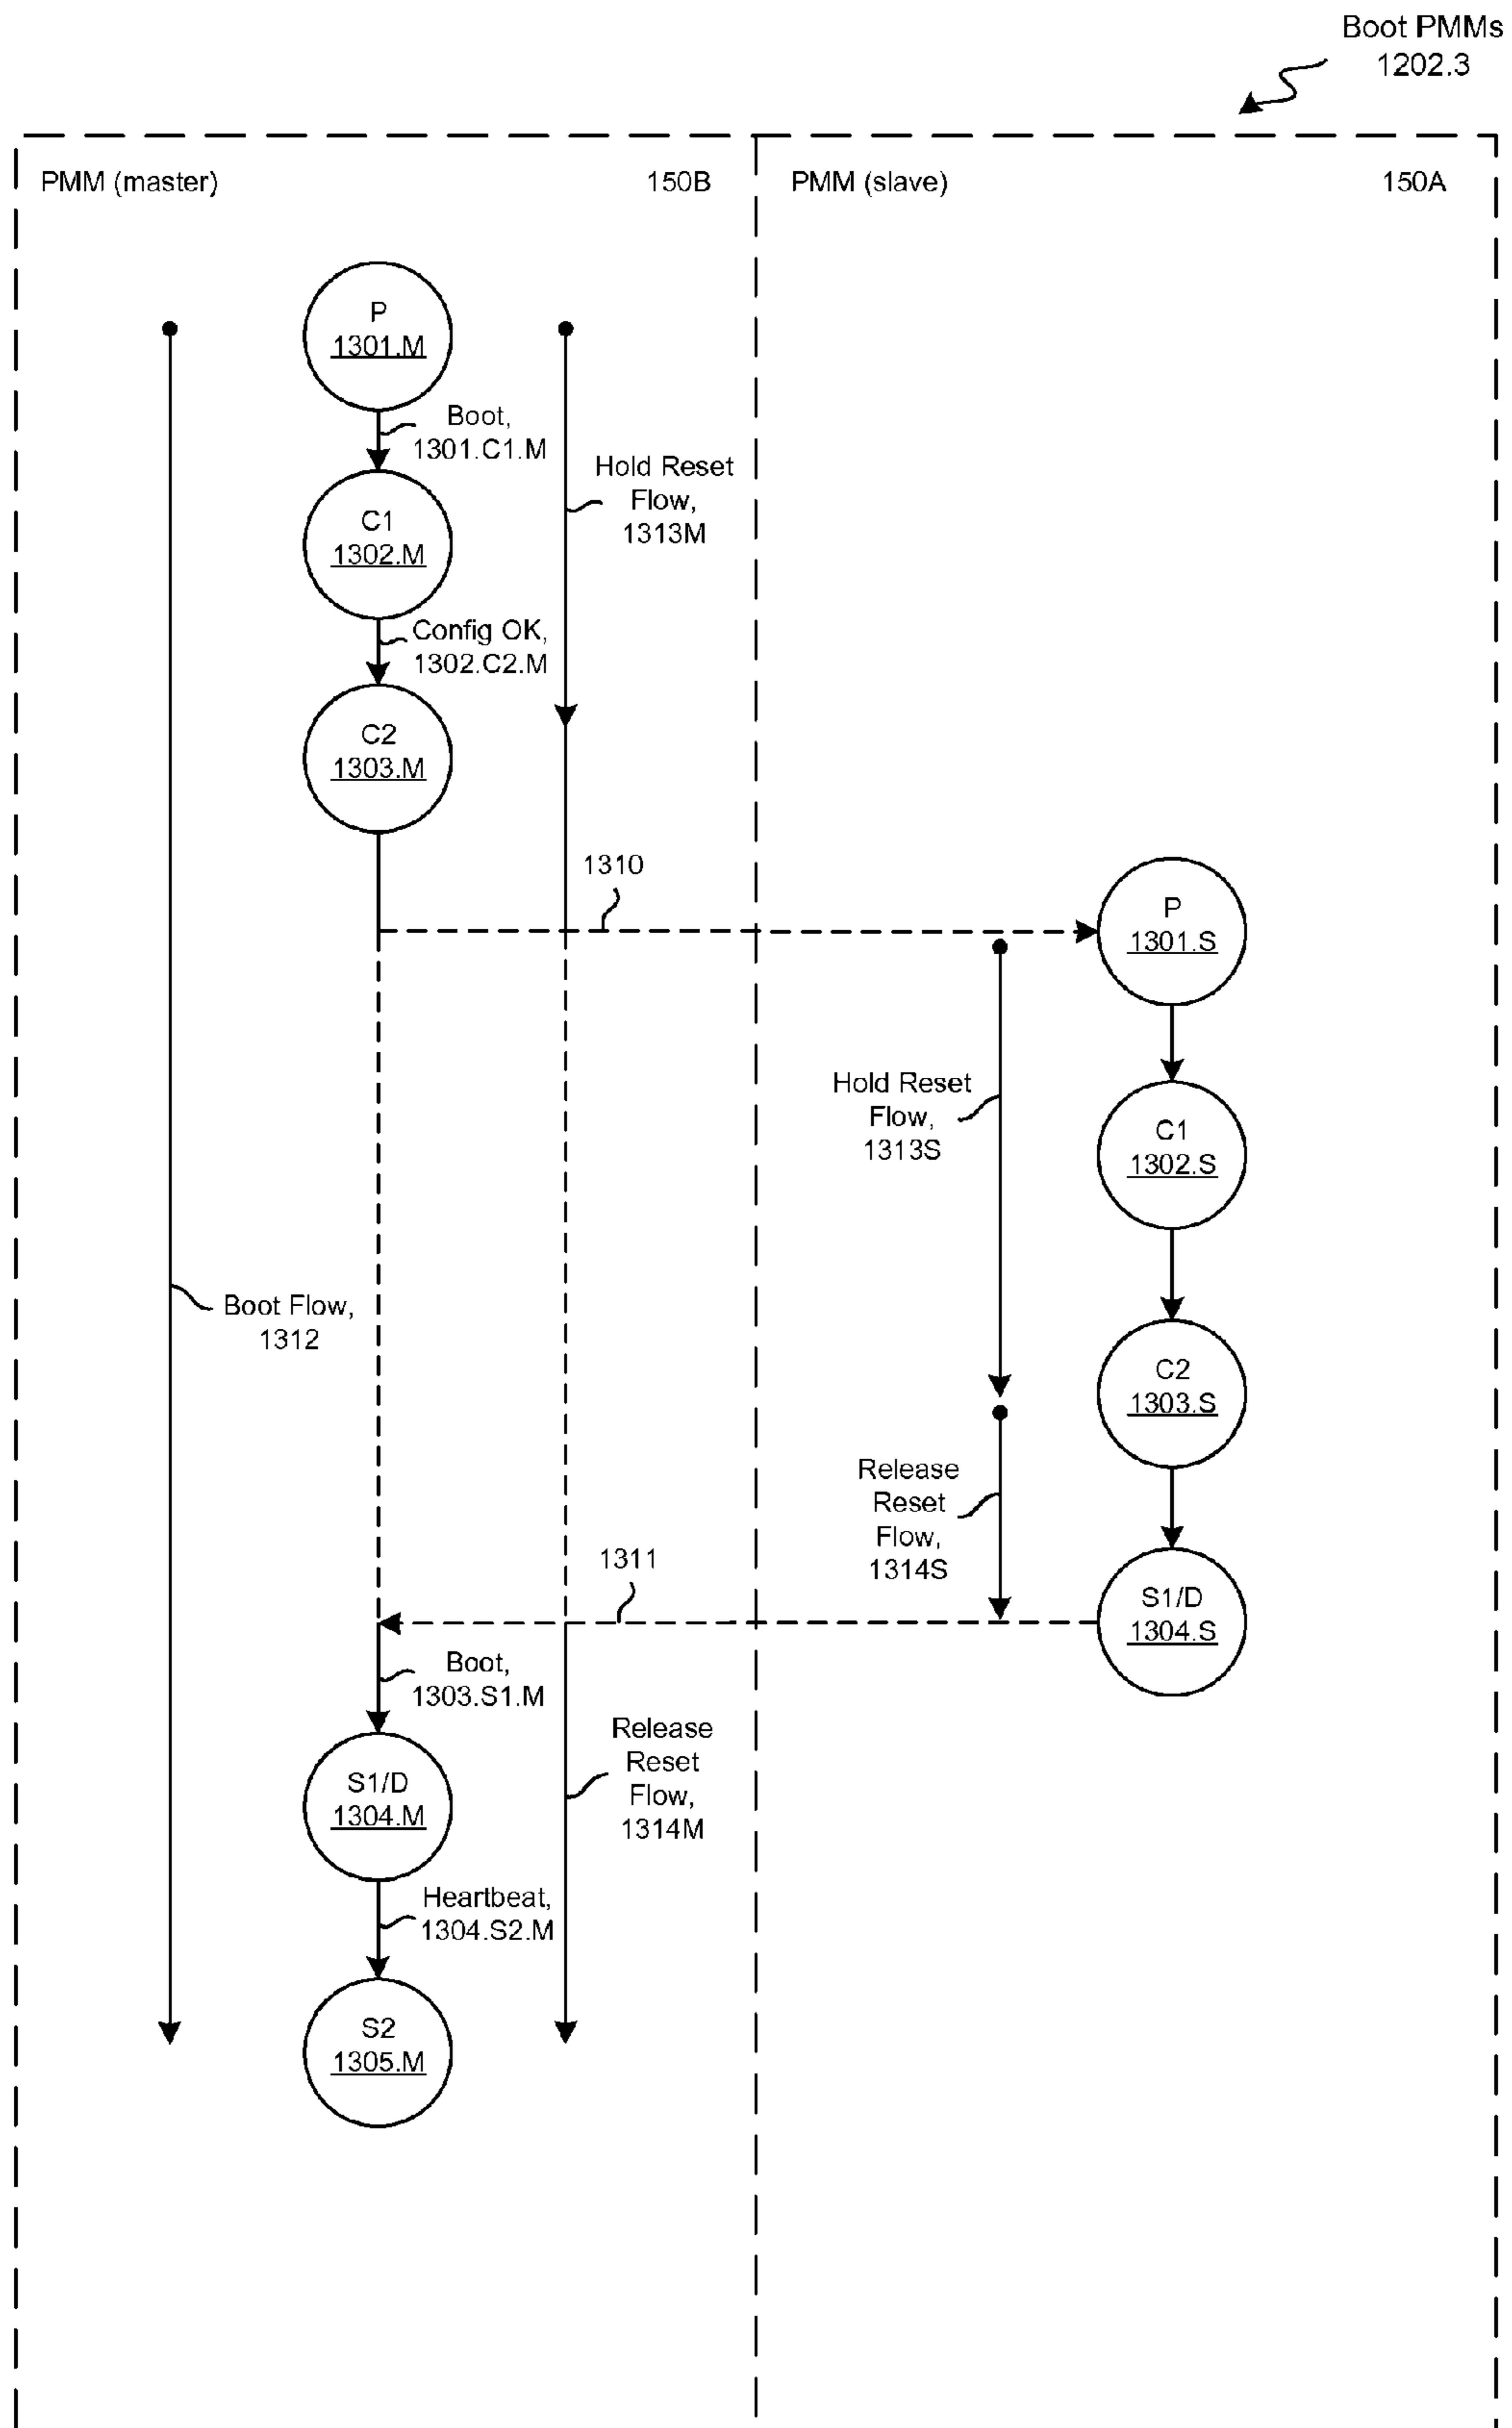 Boot PMMs
1202.3
PMM (master)
150B
PMM (slave)
150A
P
1301.M
Boot,
1301.C1.M
Hold Reset
Flow,
1313M
C1
1302.M
Config OK,
1302.C2.M
C2
1303.M
1310
P
1301.S
Hold Reset
Flow,
1313S
C1
1302.S
Boot Flow,
1312
C2
1303.S
Release
Reset
Flow,
1314S
1311
S1/D
1304.S
Boot,
1303.S1.M
Release
Reset
Flow,
1314M
S1/D
1304.M
Heartbeat,
1304.S2.M
S2
1305.M